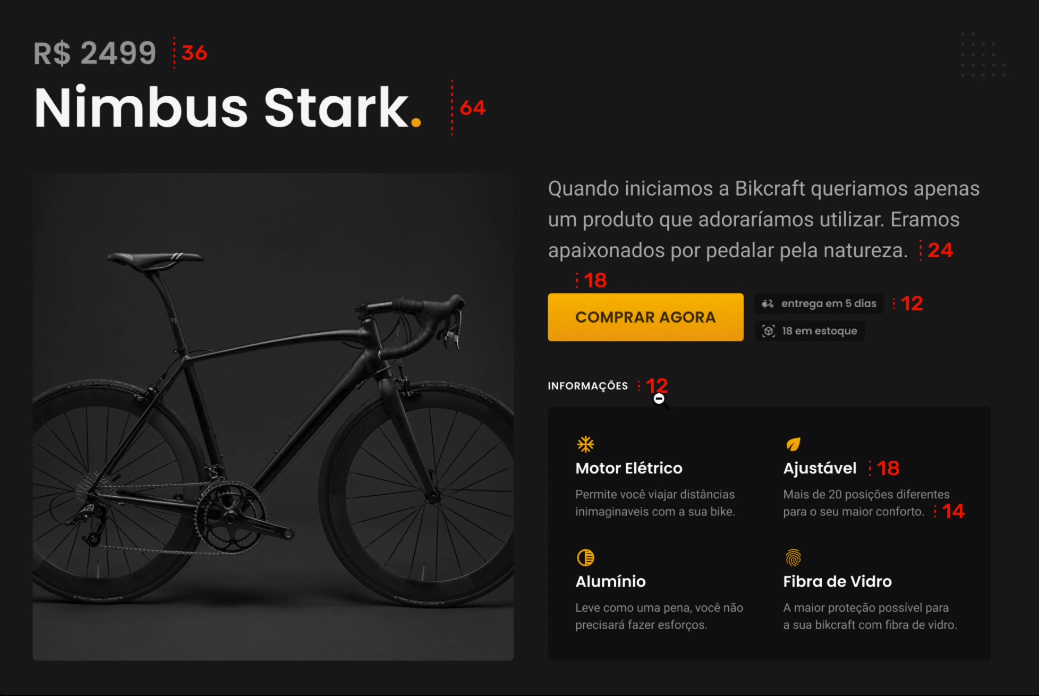 R$ 2499 36
Nimbus Stark. 64
Quando iniciamos a Bikcraft queriamos apenas
um produto que adoraríamos utilizar. Eramos
apaixonados por pedalar pela natureza. 24
18
COMPRAR AGORA
entrega em 5 dias 12
18 em estoque
INFORMAÇÕES 12
Motor Elétrico
Permite você viajar distâncias
inimaginaveis com a sua bike.
Ajustável 18
Mais de 20 posições diferentes
para o seu maior conforto. 14
Alumínio
Leve como uma pena, você não
precisará fazer esforços.
Fibra de Vidro
A maior proteção possível para
a sua bikcraft com fibra de vidro.